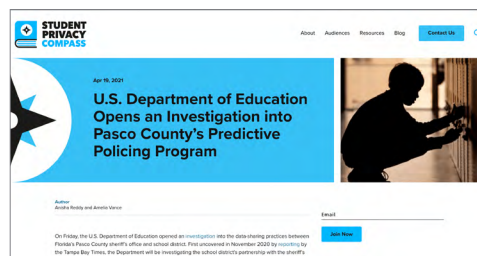 STUDENT
PRIVACY
COMPASS
About Audiences Resources Blog Contact Us
Apr 19, 2021
U.S. Department of Education
Opens an Investigation into
Pasco County's Predictive
Policing Program
Author
Anisha Reddy and Amelia Vance
Email
Join Now
On Friday, the U.S. Department of Education opened an investigation into the data-sharing practices between
Florida's Pasco County sheriff's office and school district. First uncovered in November 2020 by reporting by
the Tampa Bay Times, the Department will be investigating the school district's partnership with the sheriff's